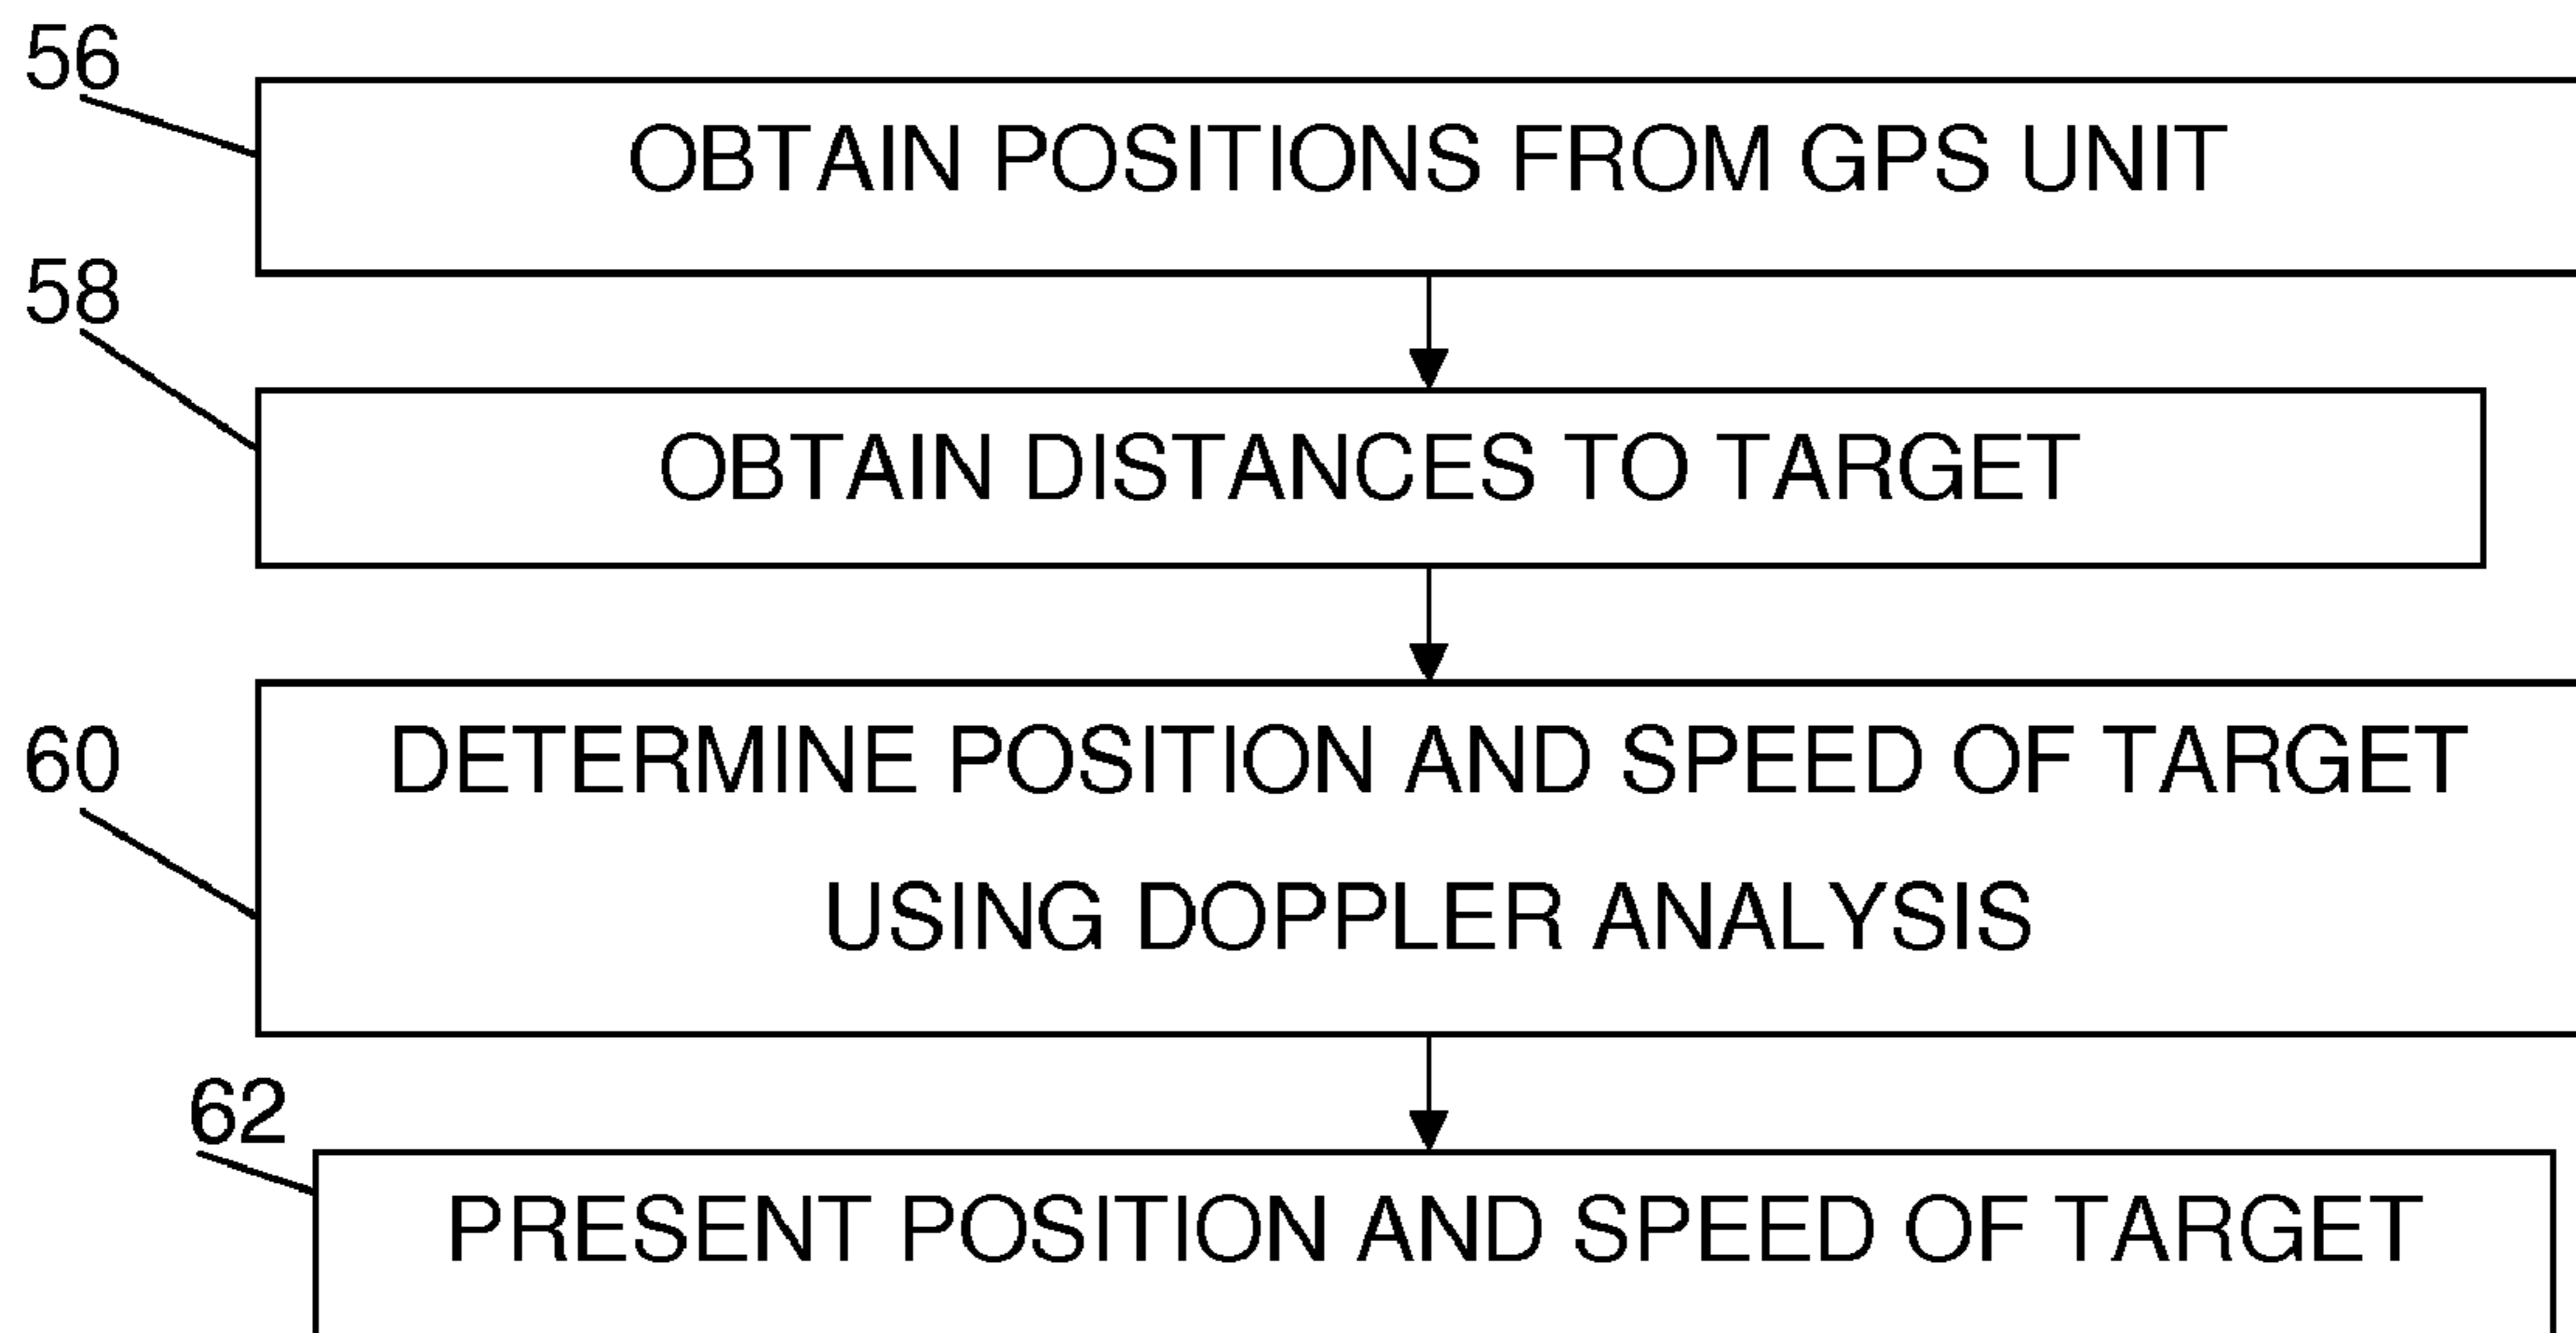 56
OBTAIN POSITIONS FROM GPS UNIT
58
OBTAIN DISTANCES TO TARGET
60
DETERMINE POSITION AND SPEED OF TARGET
USING DOPPLER ANALYSIS
62
PRESENT POSITION AND SPEED OF TARGET